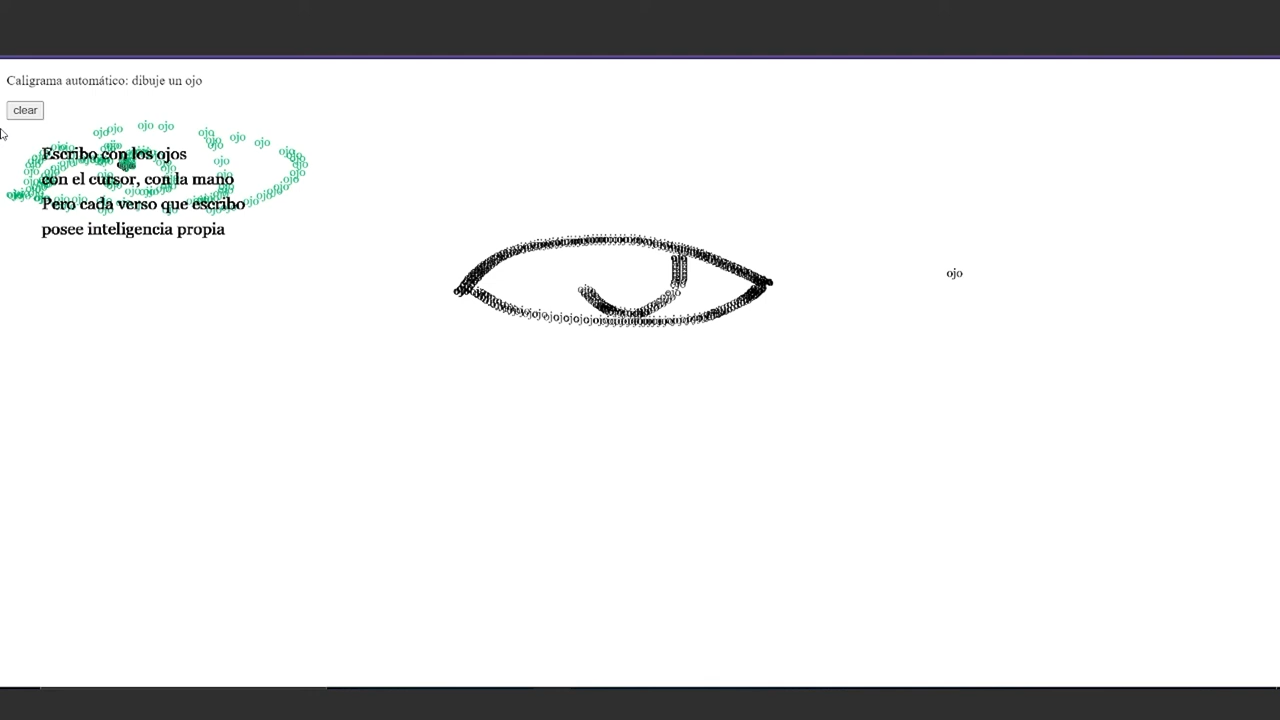 Caligrama automático: dibuje un ojo
clear
Escribo con los ojos
con el cursor, con la mano
Pero cada verso que escribo
posee inteligencia propia
ojo